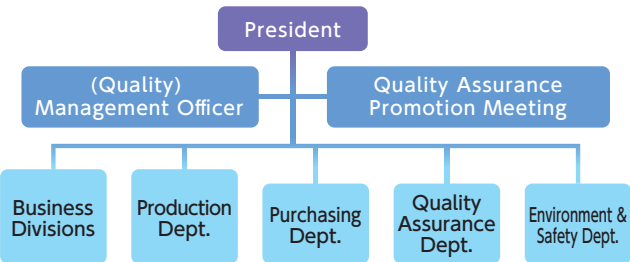 President
(Quality)
Management Officer
Quality Assurance
Promotion Meeting
Business
Divisions
Production
Dept.
Purchasing
Dept.
Quality
Assurance
Dept.
Environment &
Safety Dept.